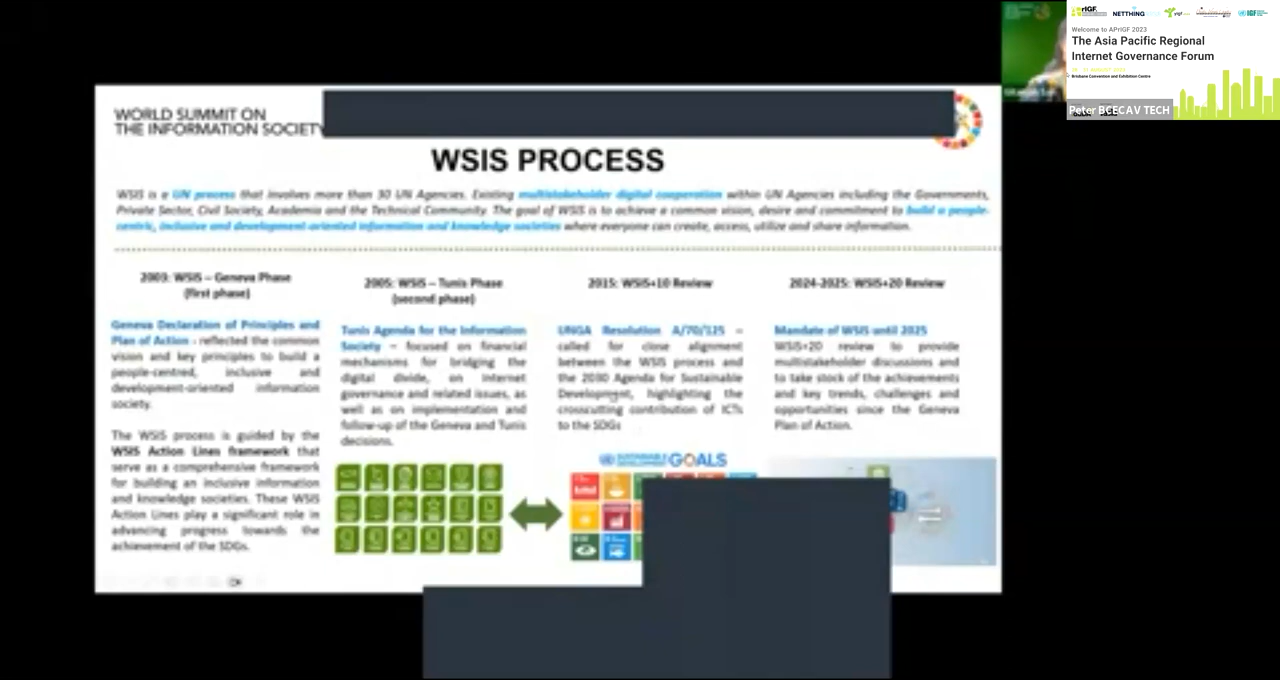 WORLD SUMMIT ON
THE INFORMATION SOCIETY
WSIS PROCESS
WSIS is a UN process that involves more than 30 UN Agencies. Existing multistakeholder digital cooperation within UN Agencies including the Governments,
Private Sector, Civil Society, Academia and the Technical Community. The goal of WSIS is to achieve a common vision, desire and commitment to build a people-
centric, inclusive and development-oriented information and knowledge societies where everyone can create, access, utilize and share information.
2003: WSIS – Geneva Phase
(first phase)
Geneva Declaration of Principles and
Plan of Action - reflected the common
vision and key principles to build a
people-centred, inclusive and
development-oriented information
society.
The WSIS process is guided by the
WSIS Action Lines framework that
serve as a comprehensive framework
for building an inclusive information
and knowledge societies. These WSIS
Action Lines play a significant role in
advancing progress towards the
achievement of the SDGs.
2005: WSIS – Tunis Phase
(second phase)
Tunis Agenda for the Information
Society – focused on financial
mechanisms for bridging the
digital divide, on Internet
governance and related issues, as
well as on implementation and
follow-up of the Geneva and Tunis
decisions.
2015: WSIS+10 Review
UNGA Resolution A/70/125 –
called for close alignment
between the WSIS process and
the 2030 Agenda for Sustainable
Development, highlighting the
crosscutting contribution of ICTs
to the SDGs
SUSTAINABLE DEVELOPMENT GOALS
2024-2025: WSIS+20 Review
Mandate of WSIS until 2025
WSIS+20 review to provide
multistakeholder discussions and
to take stock of the achievements
and key trends, challenges and
opportunities since the Geneva
Plan of Action.
rIGF NETTHING yigf IGF
Welcome to APrIGF 2023
The Asia Pacific Regional
Internet Governance Forum
Brisbane Convention and Exhibition Centre
Peter BCECAV TECH